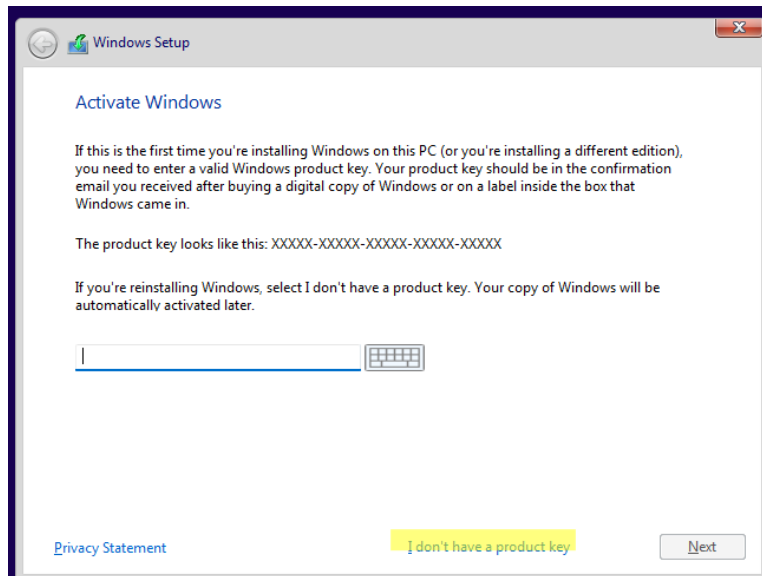 Windows Setup
Activate Windows
If this is the first time you're installing Windows on this PC (or you're installing a different edition),
you need to enter a valid Windows product key. Your product key should be in the confirmation
email you received after buying a digital copy of Windows or on a label inside the box that
Windows came in.
The product key looks like this: XXXXX-XXXXX-XXXXX-XXXXX-XXXXX
If you're reinstalling Windows, select I don't have a product key. Your copy of Windows will be
automatically activated later.
Privacy Statement
I don't have a product key
Next